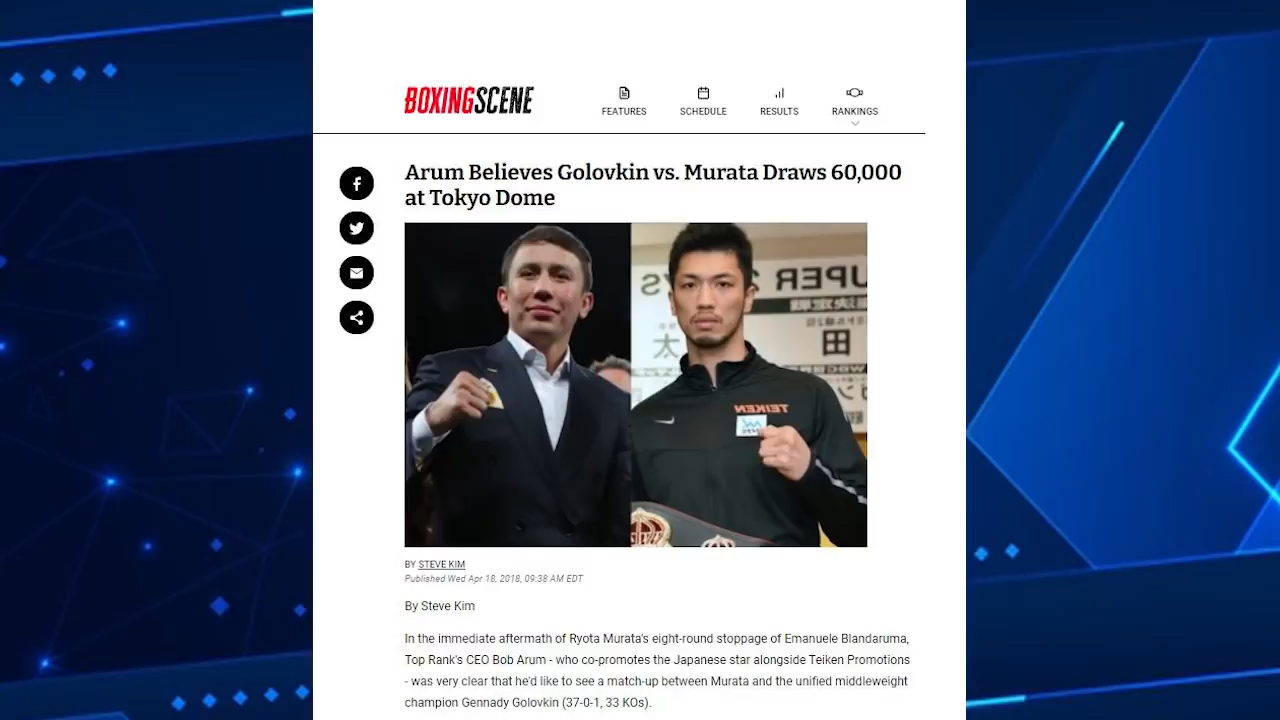 BOXINGSCENE
FEATURES
SCHEDULE
RESULTS
RANKINGS
Arum Believes Golovkin vs. Murata Draws 60,000
at Tokyo Dome
UPER
田
太
TEIKEN
BY STEVE KIM
Published Wed Apr 18, 2018, 09:38 AM EDT
By Steve Kim
In the immediate aftermath of Ryota Murata's eight-round stoppage of Emanuele Blandaruma,
Top Rank's CEO Bob Arum - who co-promotes the Japanese star alongside Teiken Promotions
- was very clear that he'd like to see a match-up between Murata and the unified middleweight
champion Gennady Golovkin (37-0-1, 33 KOs).